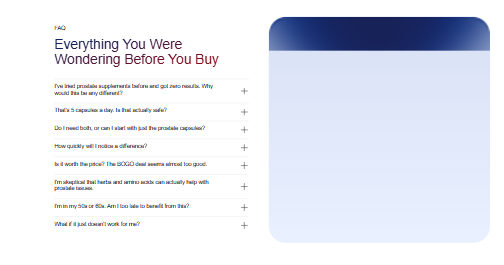 FAQ
Everything You Were
Wondering Before You Buy
I've tried prostate supplements before and got zero results. Why
would this be any different?
That's 5 capsules a day. Is that actually safe?
Do I need both, or can I start with just the prostate capsules?
How quickly will I notice a difference?
Is it worth the price? The BOGO deal seems almost too good.
I'm skeptical that herbs and amino acids can actually help with
prostate issues.
I'm in my 50s or 60s. Am I too late to benefit from this?
What if it just doesn't work for me?